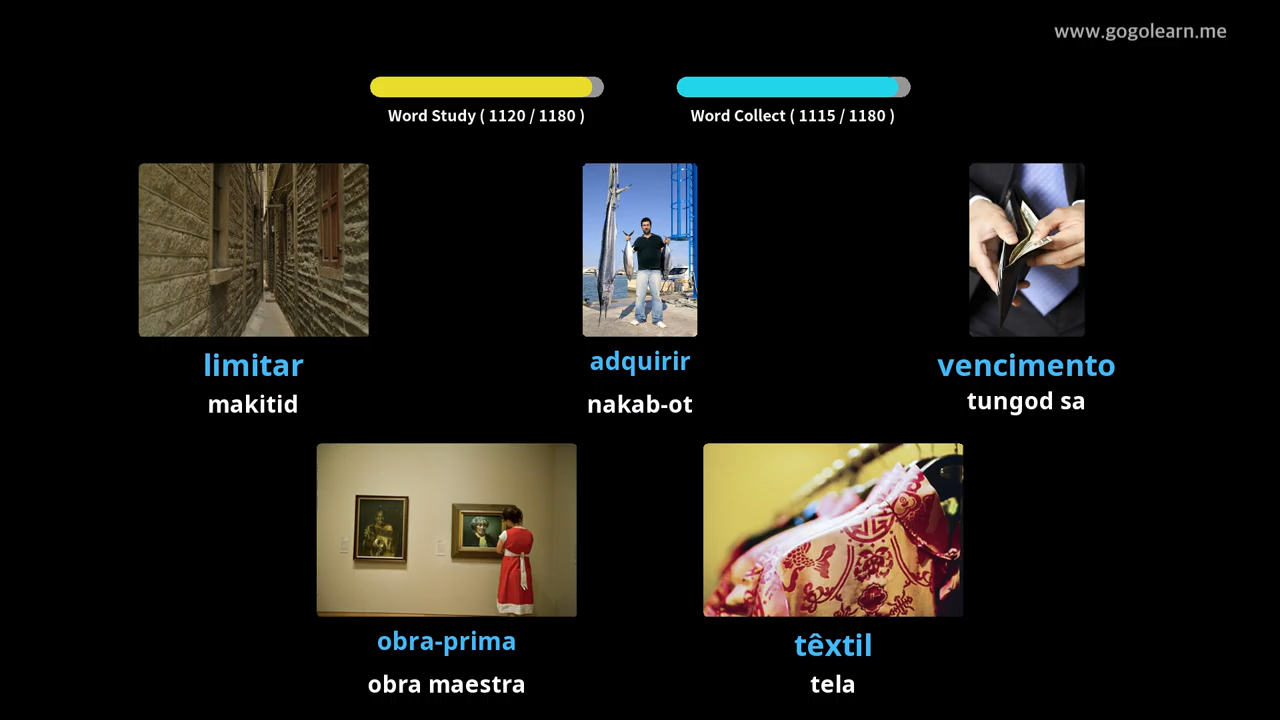 www.gogolearn.me
Word Study ( 1120 / 1180 )
Word Collect ( 1115 / 1180 )
limitar
makitid
adquirir
nakab-ot
vencimento
tungod sa
obra-prima
obra maestra
têxtil
tela